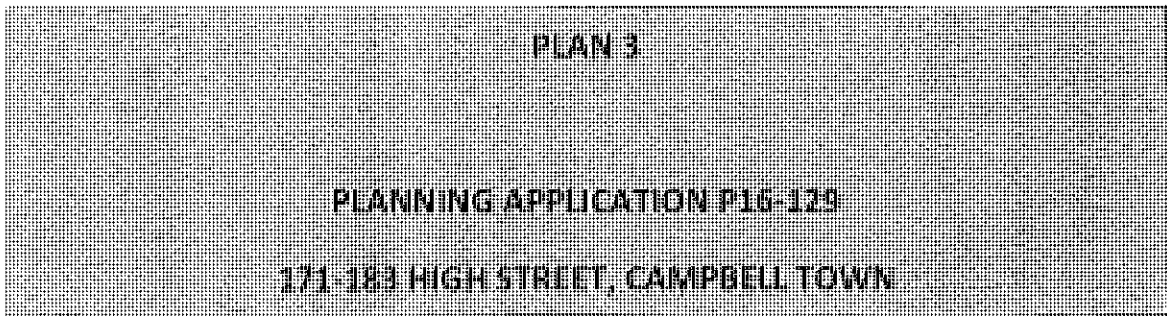 PLAN 3
PLANNING APPLICATION P16-129
171-183 HIGH STREET, CAMPBELL TOWN